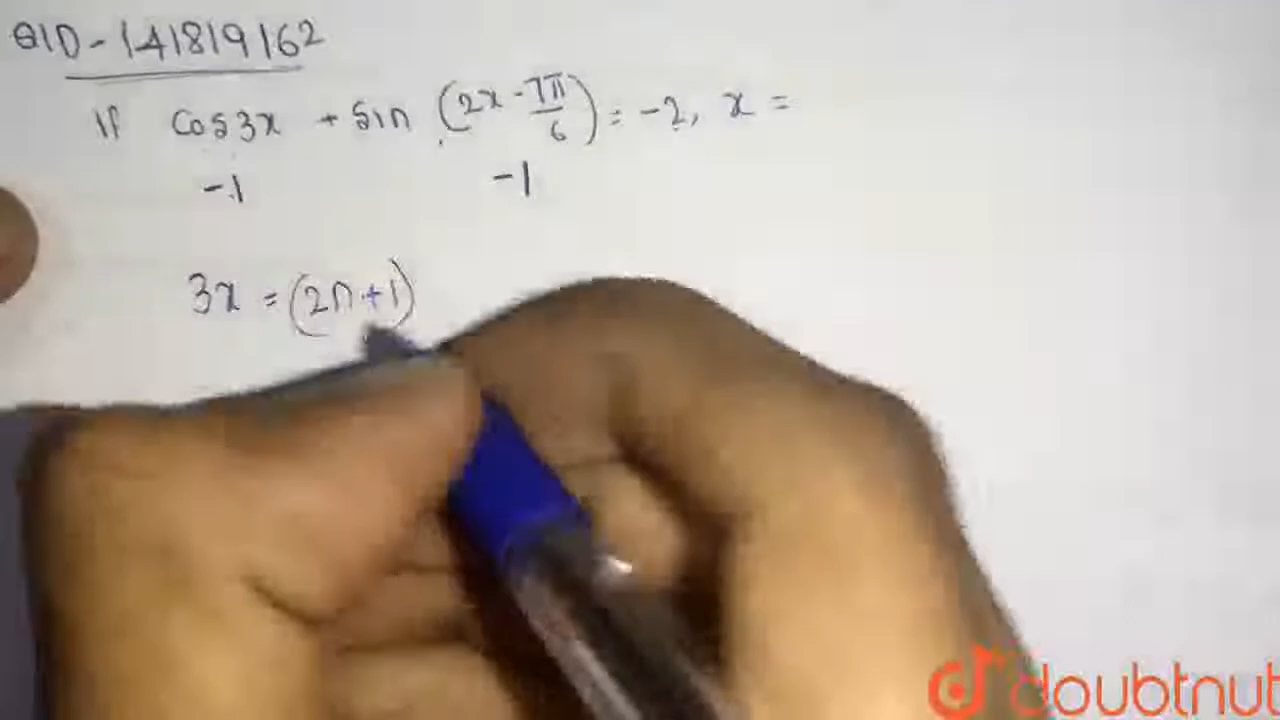 QID - 141819162
If cos3x + sin (2x - 7π/6) = -2, x =
-1 -1
3x = (2n+1)
doubtnut